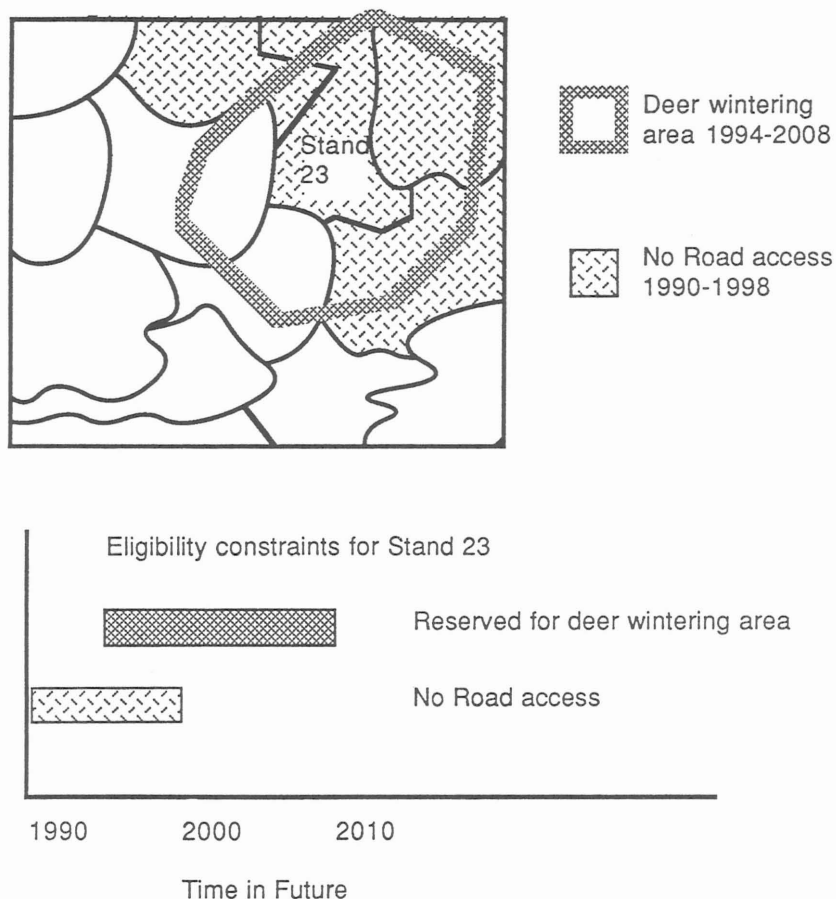 Deer wintering
area 1994-2008
Stand
23
No Road access
1990-1998
Eligibility constraints for Stand 23
Reserved for deer wintering area
No Road access
1990
2000
2010
Time in Future